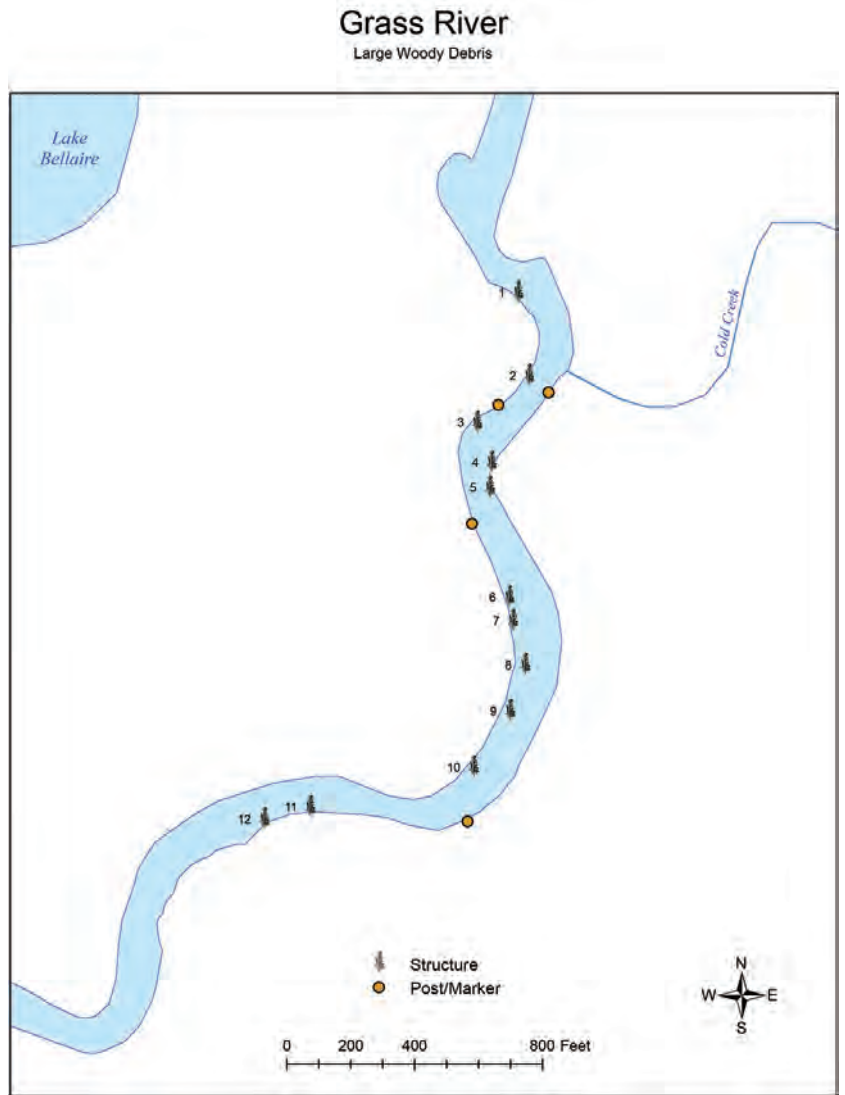 Grass River
Large Woody Debris
Lake
Bellaire
Cold Creek
1
2
3
4
5
6
7
8
9
10
11
12
Structure
Post/Marker
N
W E
S
0 200 400 800 Feet